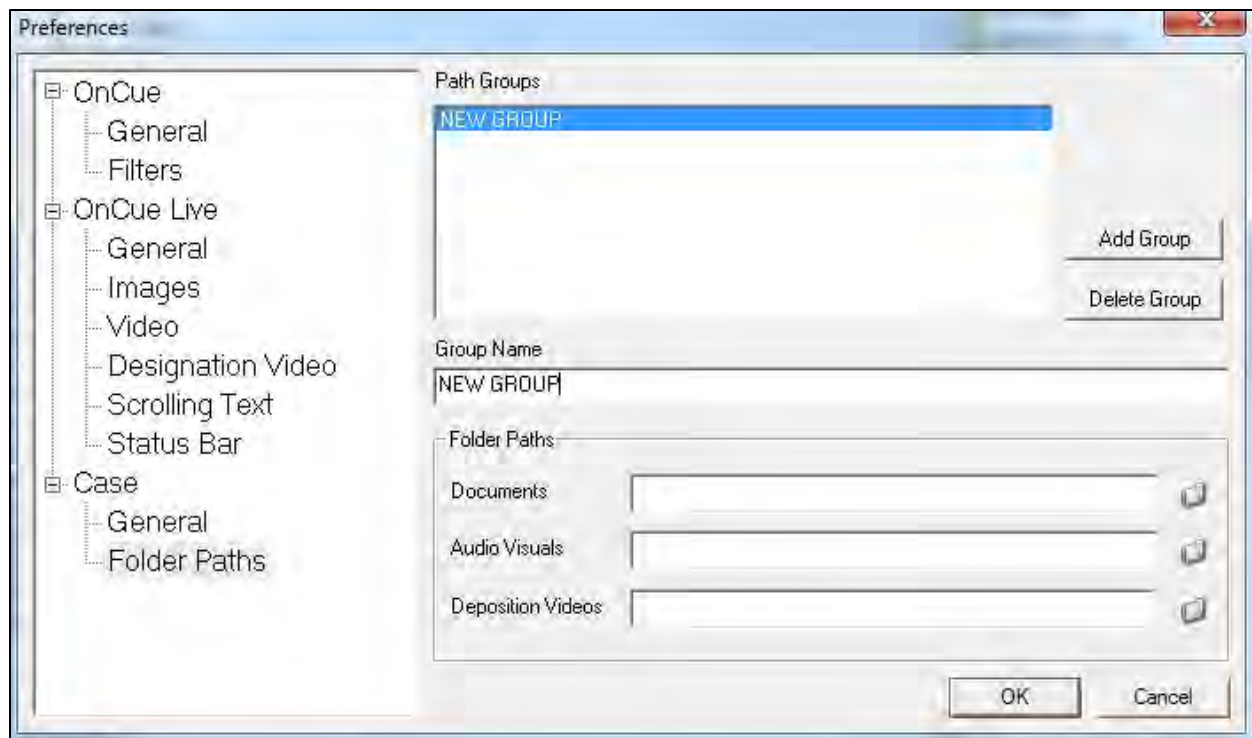 Preferences
OnCue
General
Filters
OnCue Live
General
Images
Video
Designation Video
Scrolling Text
Status Bar
Case
General
Folder Paths
Path Groups
NEW GROUP
Add Group
Delete Group
Group Name
NEW GROUP
Folder Paths
Documents
Audio Visuals
Deposition Videos
OK
Cancel